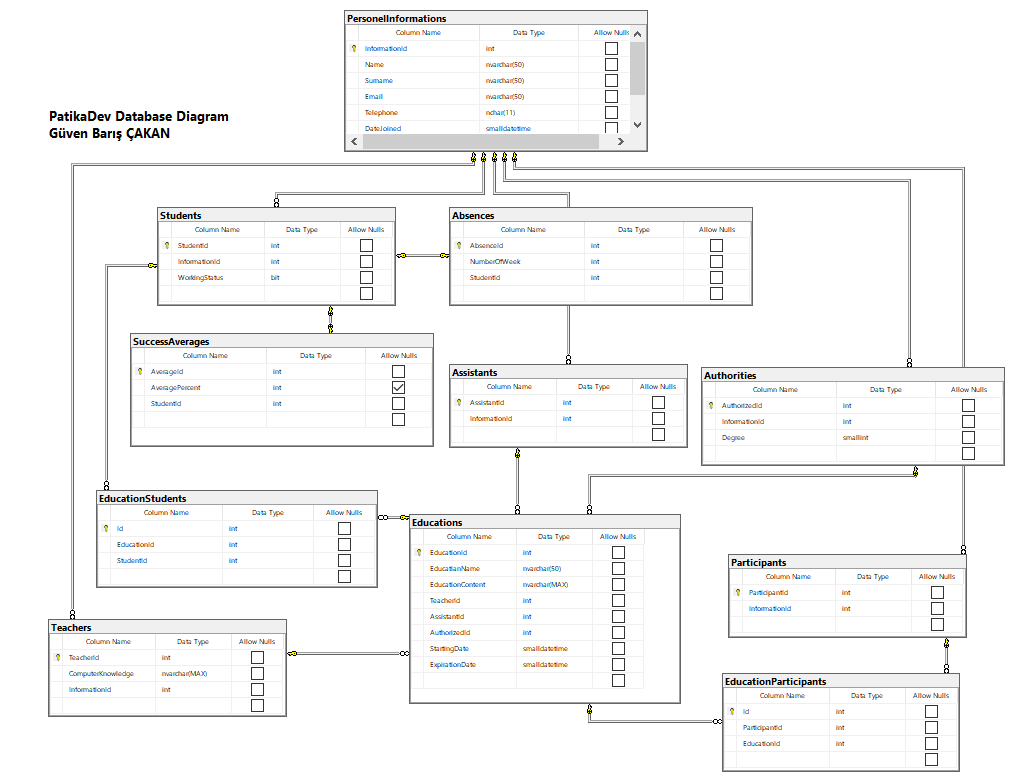 PatikaDev Database Diagram
Güven Barış ÇAKAN
PersonelInformations
Column Name Data Type Allow Nulls
InformationId int
Name nvarchar(50)
Surname nvarchar(50)
Email nvarchar(50)
Telephone nchar(11)
DateJoined smalldatetime
Students
Column Name Data Type Allow Nulls
StudentId int
InformationId int
WorkingStatus bit
Absences
Column Name Data Type Allow Nulls
AbsenceId int
NumberOfWeek int
StudentId int
SuccessAverages
Column Name Data Type Allow Nulls
AverageId int
AveragePercent int
StudentId int
Assistants
Column Name Data Type Allow Nulls
AssistantId int
InformationId int
Authorities
Column Name Data Type Allow Nulls
AuthorizedId int
InformationId int
Degree smallint
EducationStudents
Column Name Data Type Allow Nulls
Id int
EducationId int
StudentId int
Educations
Column Name Data Type Allow Nulls
EducationId int
EducatianName nvarchar(50)
EducationContent nvarchar(MAX)
TeacherId int
AssistantId int
AuthorizedId int
StartingDate smalldatetime
ExpirationDate smalldatetime
Participants
Column Name Data Type Allow Nulls
ParticipantId int
InformationId int
Teachers
Column Name Data Type Allow Nulls
TeacherId int
ComputerKnowledge nvarchar(MAX)
InformationId int
EducationParticipants
Column Name Data Type Allow Nulls
Id int
ParticipantId int
EducationId int